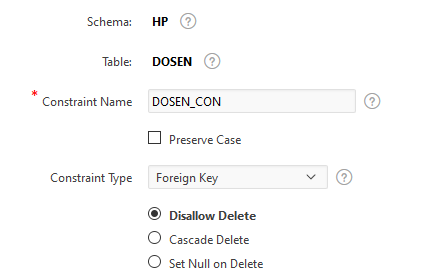 Schema: HP ?
Table: DOSEN ?
* Constraint Name DOSEN_CON ?
Preserve Case
Constraint Type Foreign Key ?
Disallow Delete
Cascade Delete
Set Null on Delete